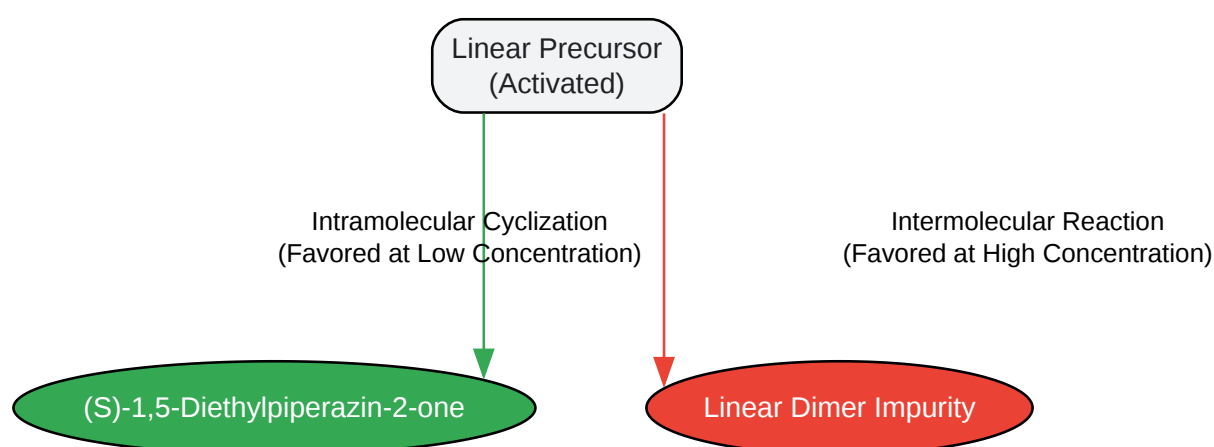 Linear Precursor
(Activated)
Intramolecular Cyclization
(Favored at Low Concentration)
Intermolecular Reaction
(Favored at High Concentration)
(S)-1,5-Diethylpiperazin-2-one
Linear Dimer Impurity